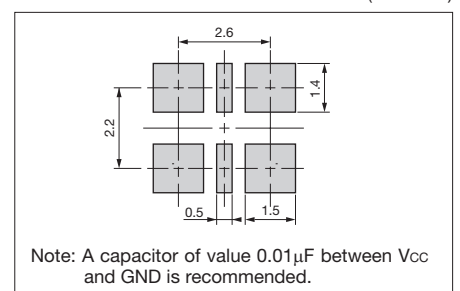 2.6
1.4
2.2
0.5
1.5
Note: A capacitor of value 0.01μF between Vcc
and GND is recommended.